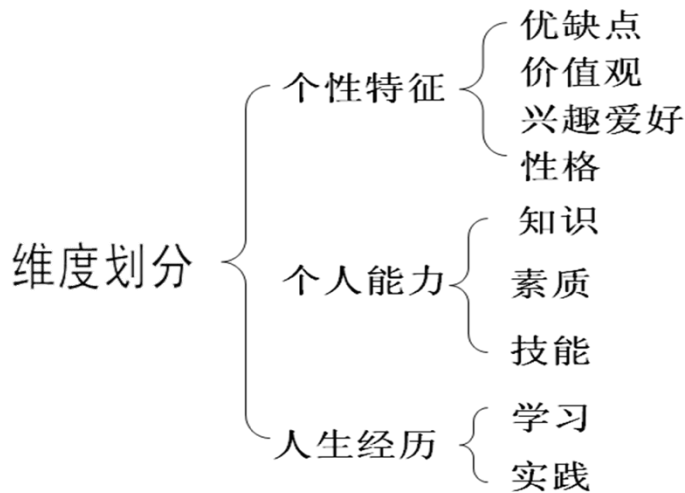 维度划分
个性特征
优缺点
价值观
兴趣爱好
性格
个人能力
知识
素质
技能
人生经历
学习
实践